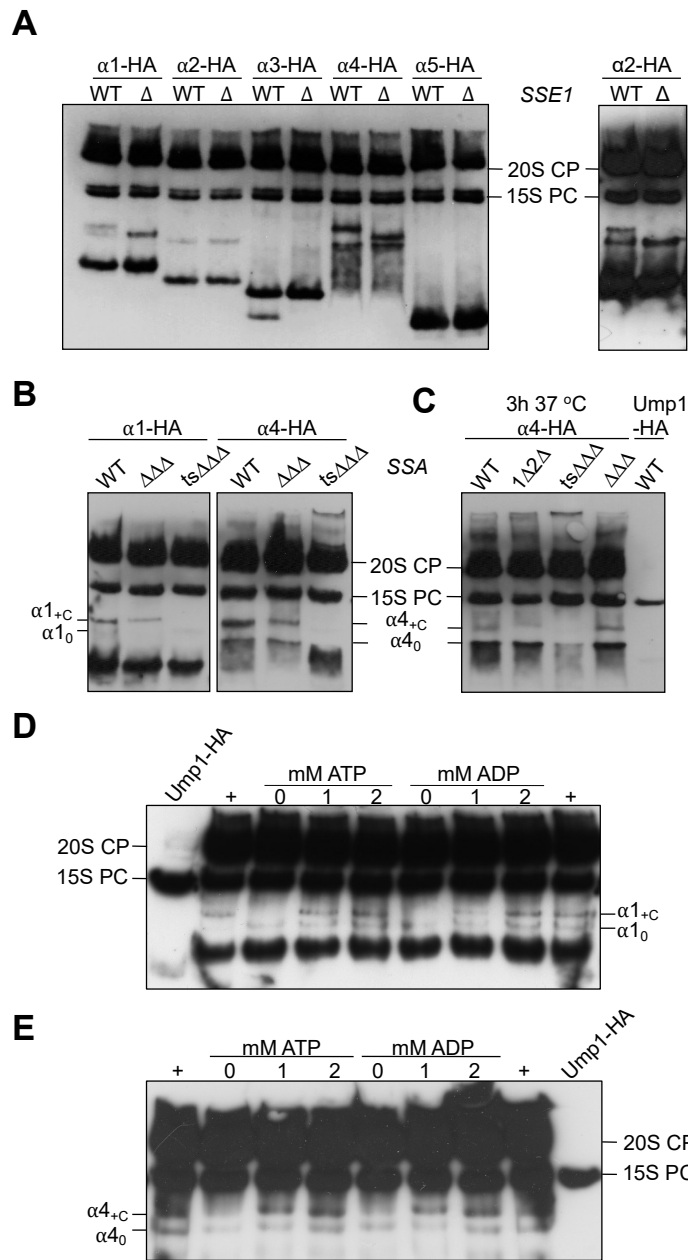 A
α1-HA α2-HA α3-HA α4-HA α5-HA α2-HA
WT Δ WT Δ WT Δ WT Δ WT Δ SSE1 WT Δ
20S CP
15S PC
B
α1-HA α4-HA
WT ΔΔΔ tsΔΔΔ WT ΔΔΔ tsΔΔΔ SSA
α1+C
α10
20S CP
15S PC
α4+C
α40
C
3h 37 °C Ump1
α4-HA -HA
WT 1Δ2Δ tsΔΔΔ ΔΔΔ WT
D
Ump1-HA
mM ATP mM ADP
+ 0 1 2 0 1 2 +
20S CP
15S PC
α1+C
α10
E
mM ATP mM ADP Ump1-HA
+ 0 1 2 0 1 2 +
20S CP
15S PC
α4+C
α40